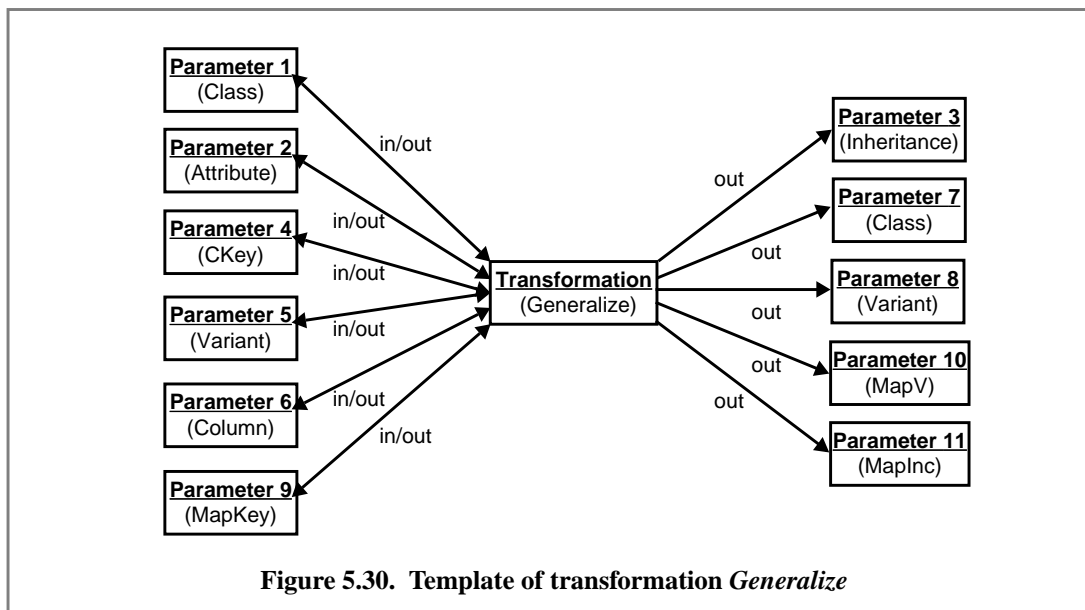 Parameter 1
(Class)
Parameter 2
(Attribute)
Parameter 4
(CKey)
Parameter 5
(Variant)
Parameter 6
(Column)
Parameter 9
(MapKey)
in/out
in/out
in/out
in/out
in/out
in/out
Transformation
(Generalize)
out
out
out
out
out
Parameter 3
(Inheritance)
Parameter 7
(Class)
Parameter 8
(Variant)
Parameter 10
(MapV)
Parameter 11
(MapInc)
Figure 5.30. Template of transformation Generalize